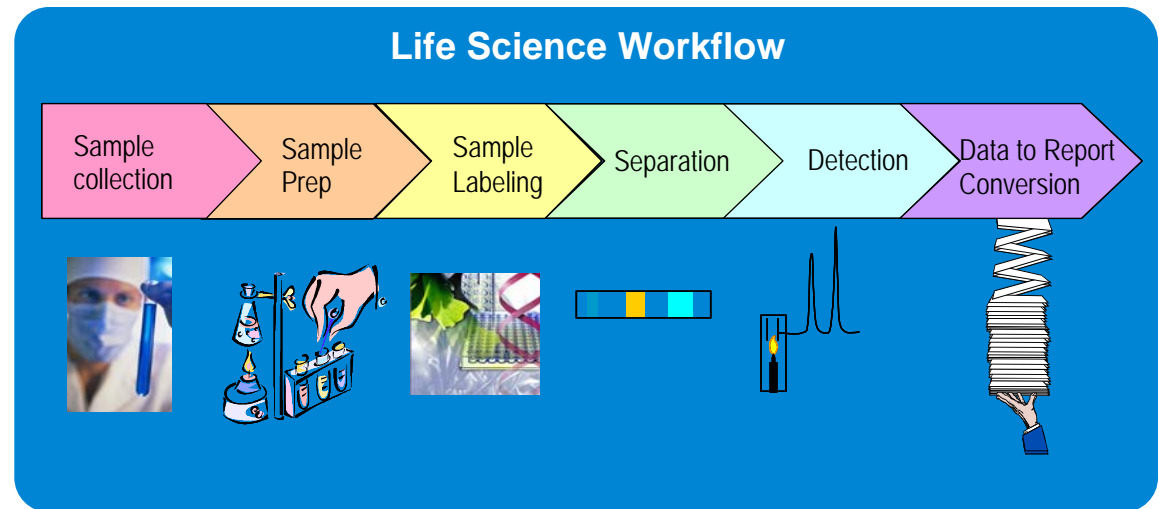 Life Science Workflow
Sample
collection
Sample
Prep
Sample
Labeling
Separation
Detection
Data to Report
Conversion